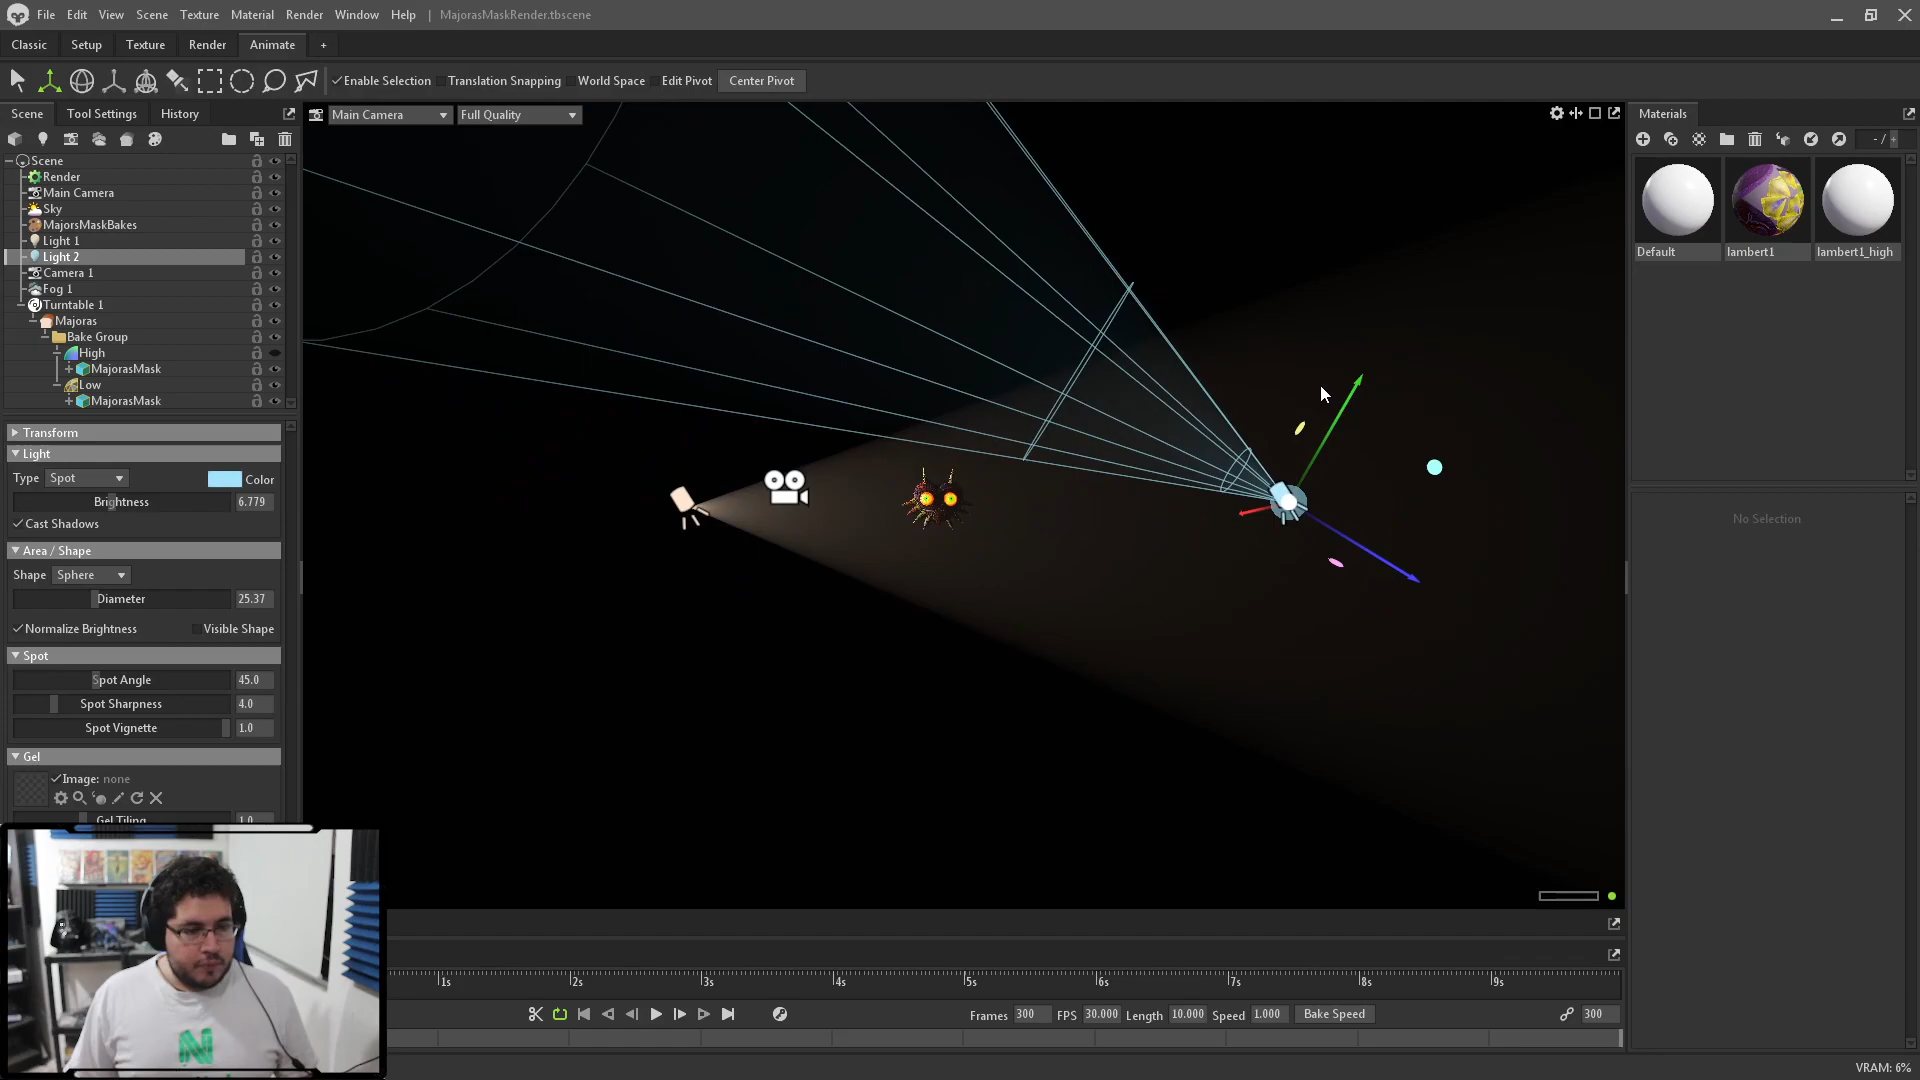 File Edit View Scene Texture Material Render Window Help | MajorasMaskRender.tbscene
Classic Setup Texture Render Animate +
Enable Selection Translation Snapping World Space Edit Pivot Center Pivot
Scene Tool Settings History
Main Camera Full Quality
Materials
- / +
Scene
Render
Main Camera
Sky
MajorsMaskBakes
Light 1
Light 2
Camera 1
Fog 1
Turntable 1
Majoras
Bake Group
High
MajorasMask
Low
MajorasMask
Default lambert1 lambert1_high
No Selection
Transform
Light
Type Spot Color
Brightness 6.779
Cast Shadows
Area / Shape
Shape Sphere
Diameter 25.37
Normalize Brightness Visible Shape
Spot
Spot Angle 45.0
Spot Sharpness 4.0
Spot Vignette 1.0
Gel
Image: none
Gel Tiling 1.0
1s 2s 3s 4s 5s 6s 7s 8s 9s
Frames 300 FPS 30.000 Length 10.000 Speed 1.000 Bake Speed 300
N
VRAM: 6%